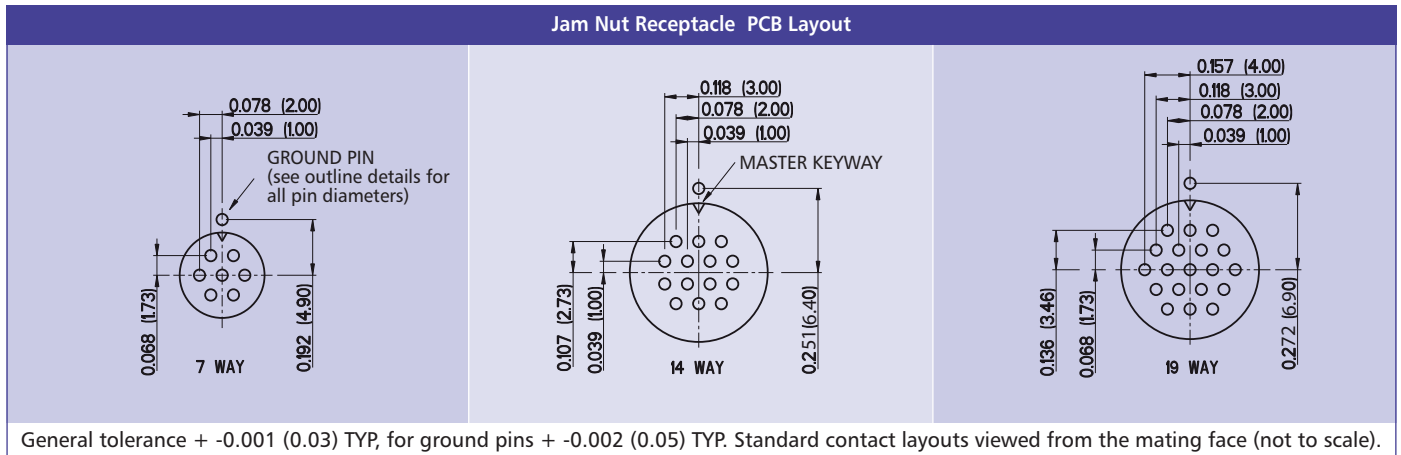 Jam Nut Receptacle PCB Layout
0.078 (2.00)
0.039 (1.00)
GROUND PIN
(see outline details for
all pin diameters)
0.068 (1.73)
0.192 (4.90)
7 WAY
0.118 (3.00)
0.078 (2.00)
0.039 (1.00)
MASTER KEYWAY
0.107 (2.73)
0.039 (1.00)
0.251(6.40)
14 WAY
0.157 (4.00)
0.118 (3.00)
0.078 (2.00)
0.039 (1.00)
0.136 (3.46)
0.068 (1.73)
0.272 (6.90)
19 WAY
General tolerance + -0.001 (0.03) TYP, for ground pins + -0.002 (0.05) TYP. Standard contact layouts viewed from the mating face (not to scale).